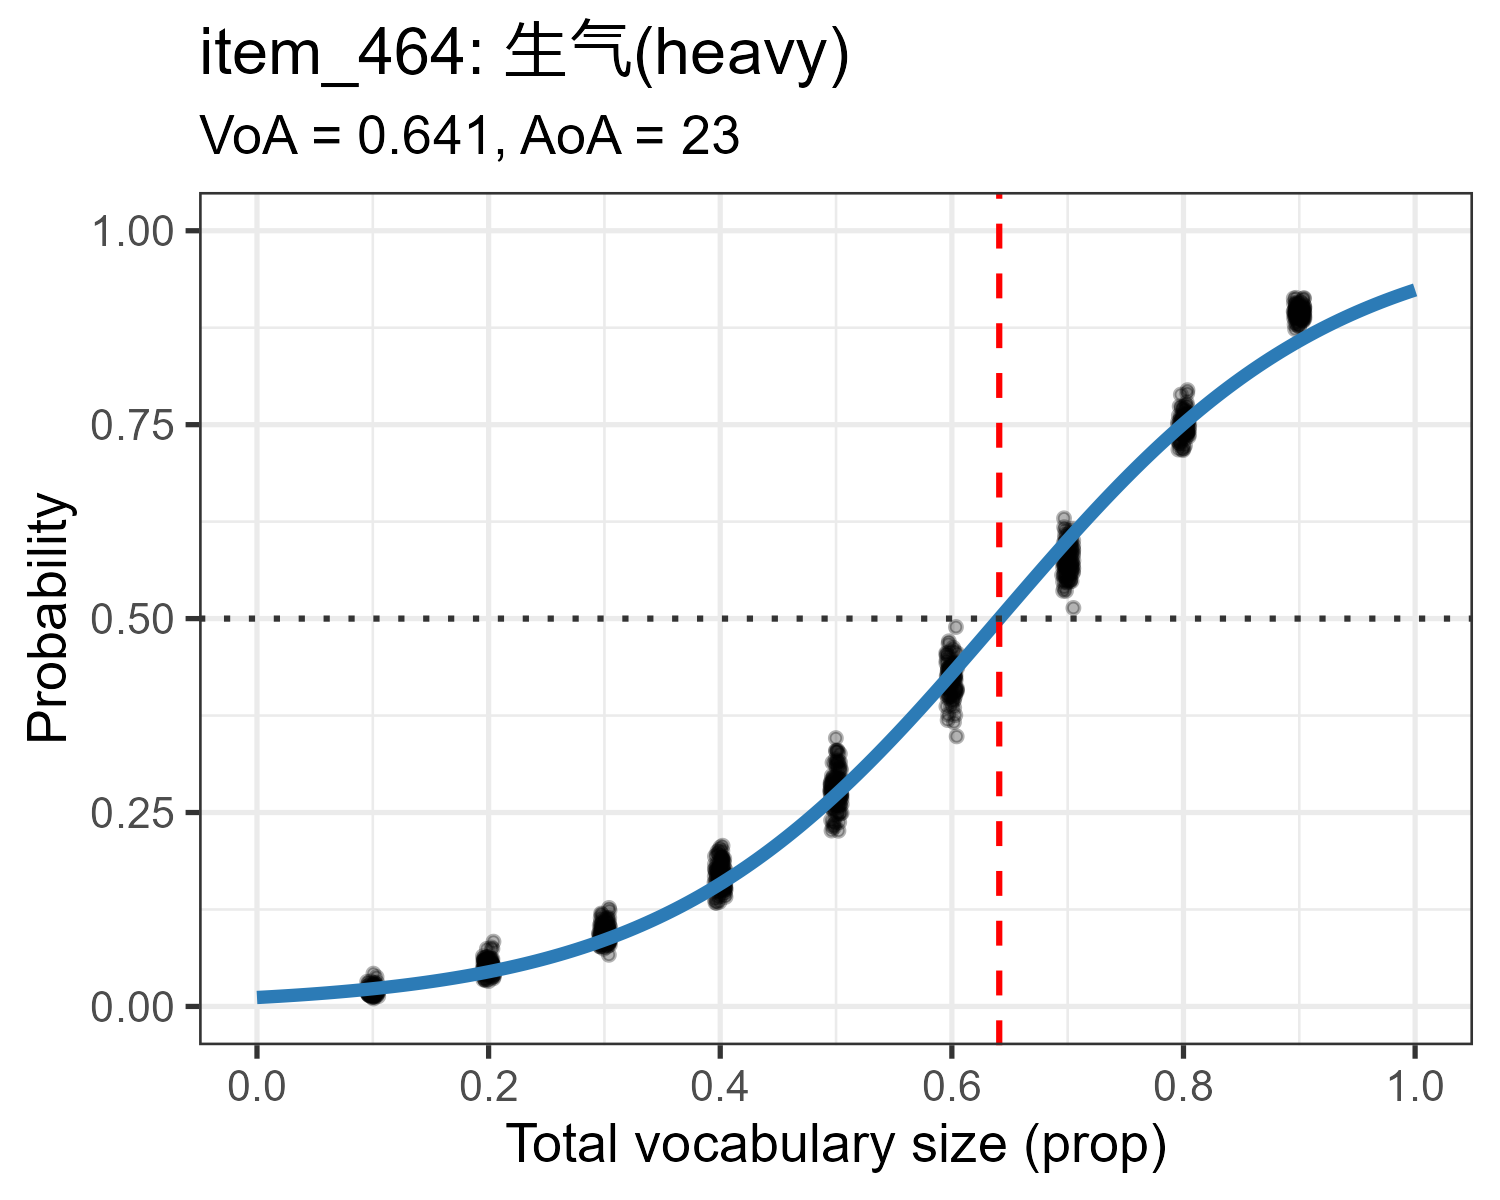 item_464: 生气(heavy)
VoA = 0.641, AoA = 23
1.00
0.75
0.50
0.25
0.00
Probability
0.0 0.2 0.4 0.6 0.8 1.0
Total vocabulary size (prop)